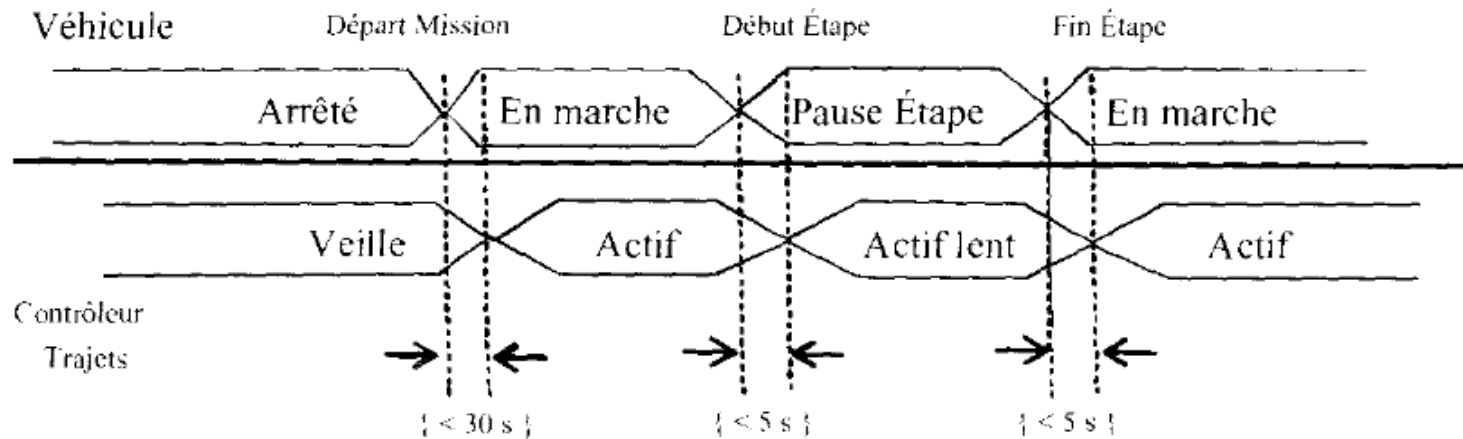 Véhicule Départ Mission Début Étape Fin Étape
Arrêté En marche Pause Étape En marche
Veille Actif Actif lent Actif
Contrôleur
Trajets
{ < 30 s } { < 5 s } { < 5 s }